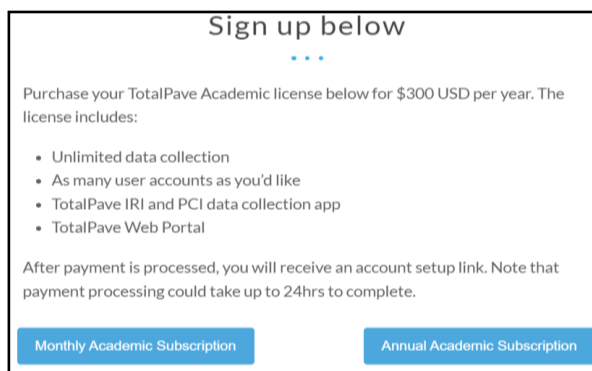 Sign up below
Purchase your TotalPave Academic license below for $300 USD per year. The
license includes:
• Unlimited data collection
• As many user accounts as you'd like
• TotalPave IRI and PCI data collection app
• TotalPave Web Portal
After payment is processed, you will receive an account setup link. Note that
payment processing could take up to 24hrs to complete.
Monthly Academic Subscription
Annual Academic Subscription